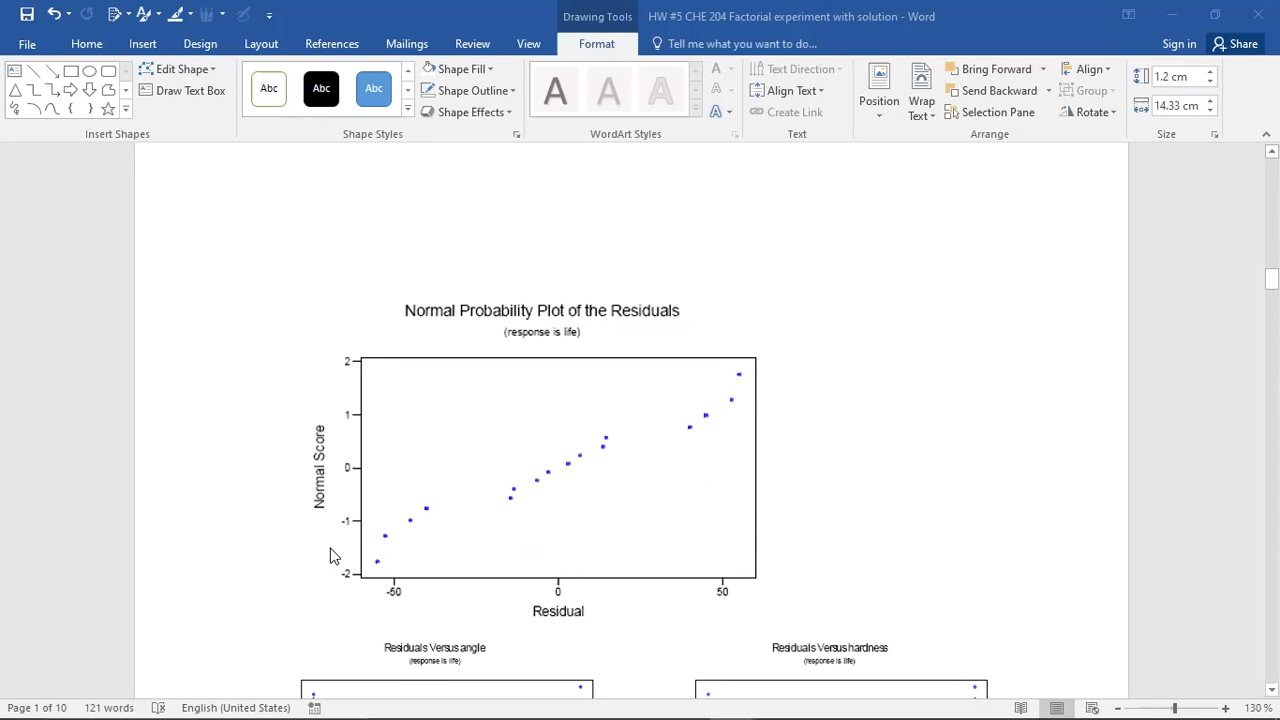 Drawing Tools
HW #5 CHE 204 Factorial experiment with solution - Word
File Home Insert Design Layout References Mailings Review View Format Tell me what you want to do... Sign in Share
Edit Shape
Draw Text Box
Insert Shapes
Abc Abc Abc
Shape Fill
Shape Outline
Shape Effects
Shape Styles
A A A
WordArt Styles
Text Direction
Align Text
Create Link
Text
Position
Wrap Text
Bring Forward
Send Backward
Selection Pane
Align
Group
Rotate
Arrange
1.2 cm
14.33 cm
Size
Normal Probability Plot of the Residuals
(response is life)
2
1
0
-1
-2
Normal Score
-50 0 50
Residual
Residuals Versus angle
(response is life)
Residuals Versus hardness
(response is life)
Page 1 of 10 121 words English (United States) 130 %